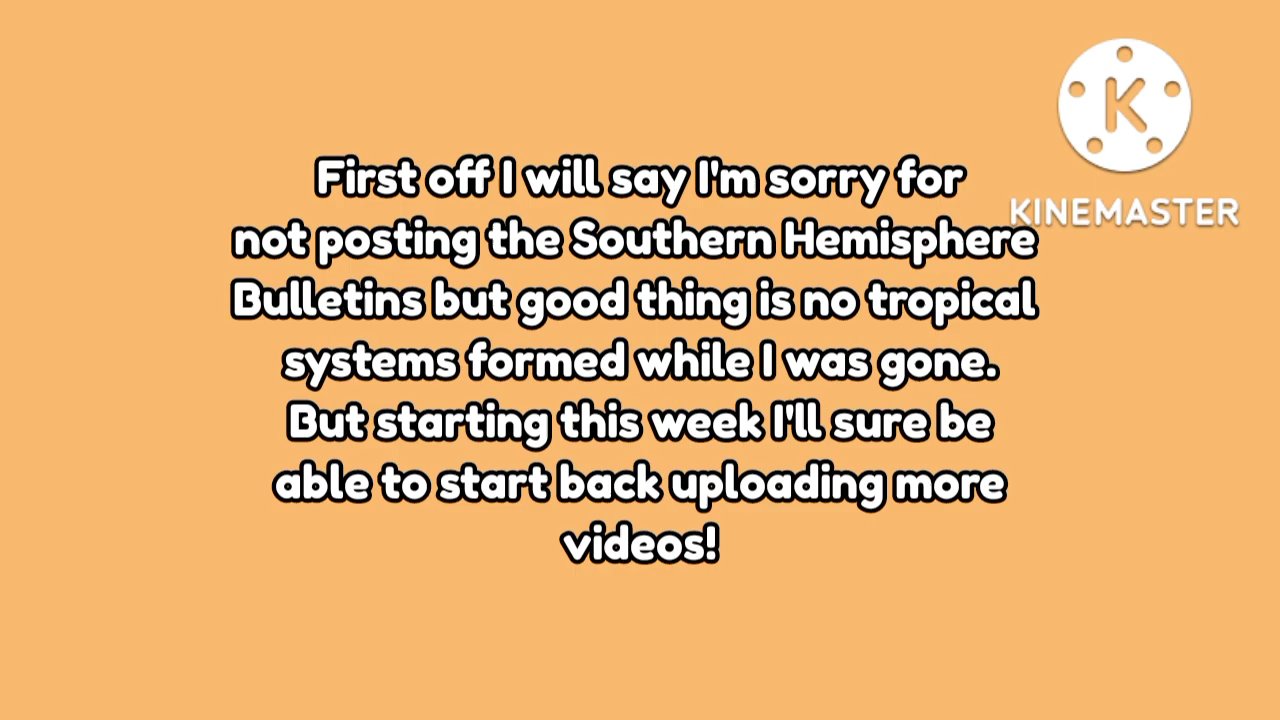 First off I will say I'm sorry for
not posting the Southern Hemisphere
Bulletins but good thing is no tropical
systems formed while I was gone.
But starting this week I'll sure be
able to start back uploading more
videos!
K
KINEMASTER